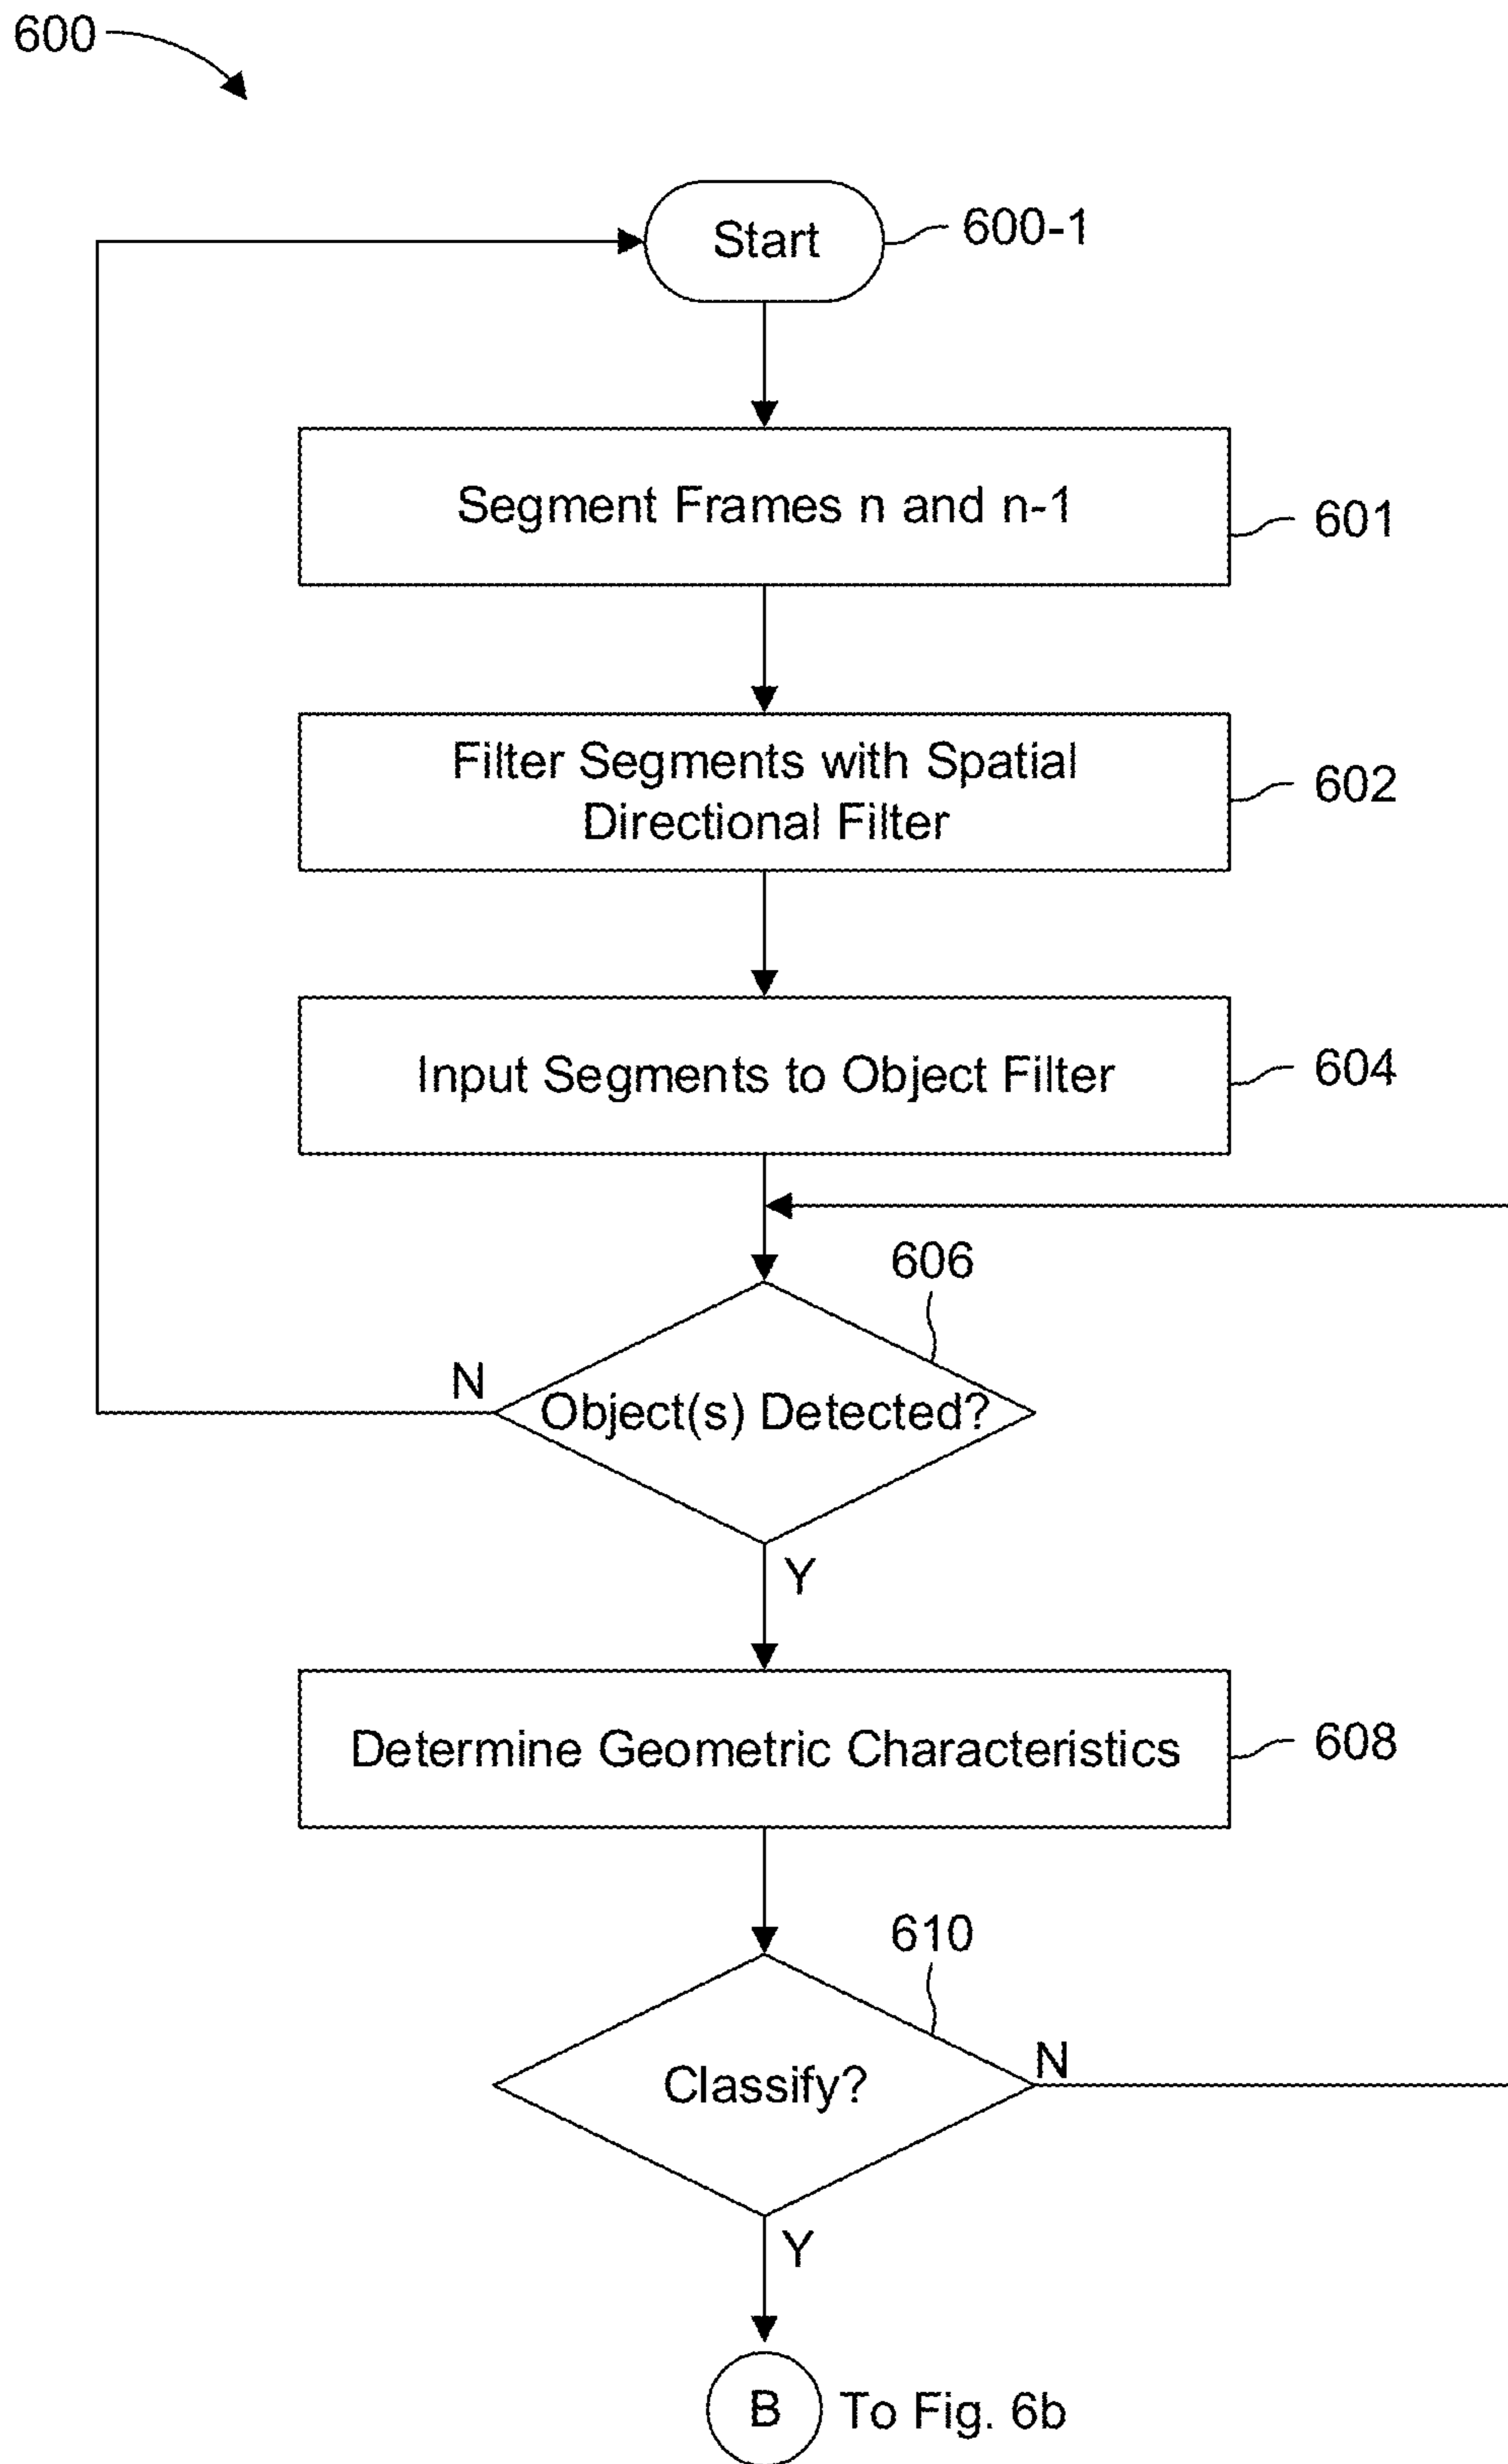 600
Start
600-1
Segment Frames n and n-1
601
Filter Segments with Spatial
Directional Filter
602
Input Segments to Object Filter
604
606
N
Object(s) Detected?
Y
Determine Geometric Characteristics
608
610
N
Classify?
Y
B
To Fig. 6b